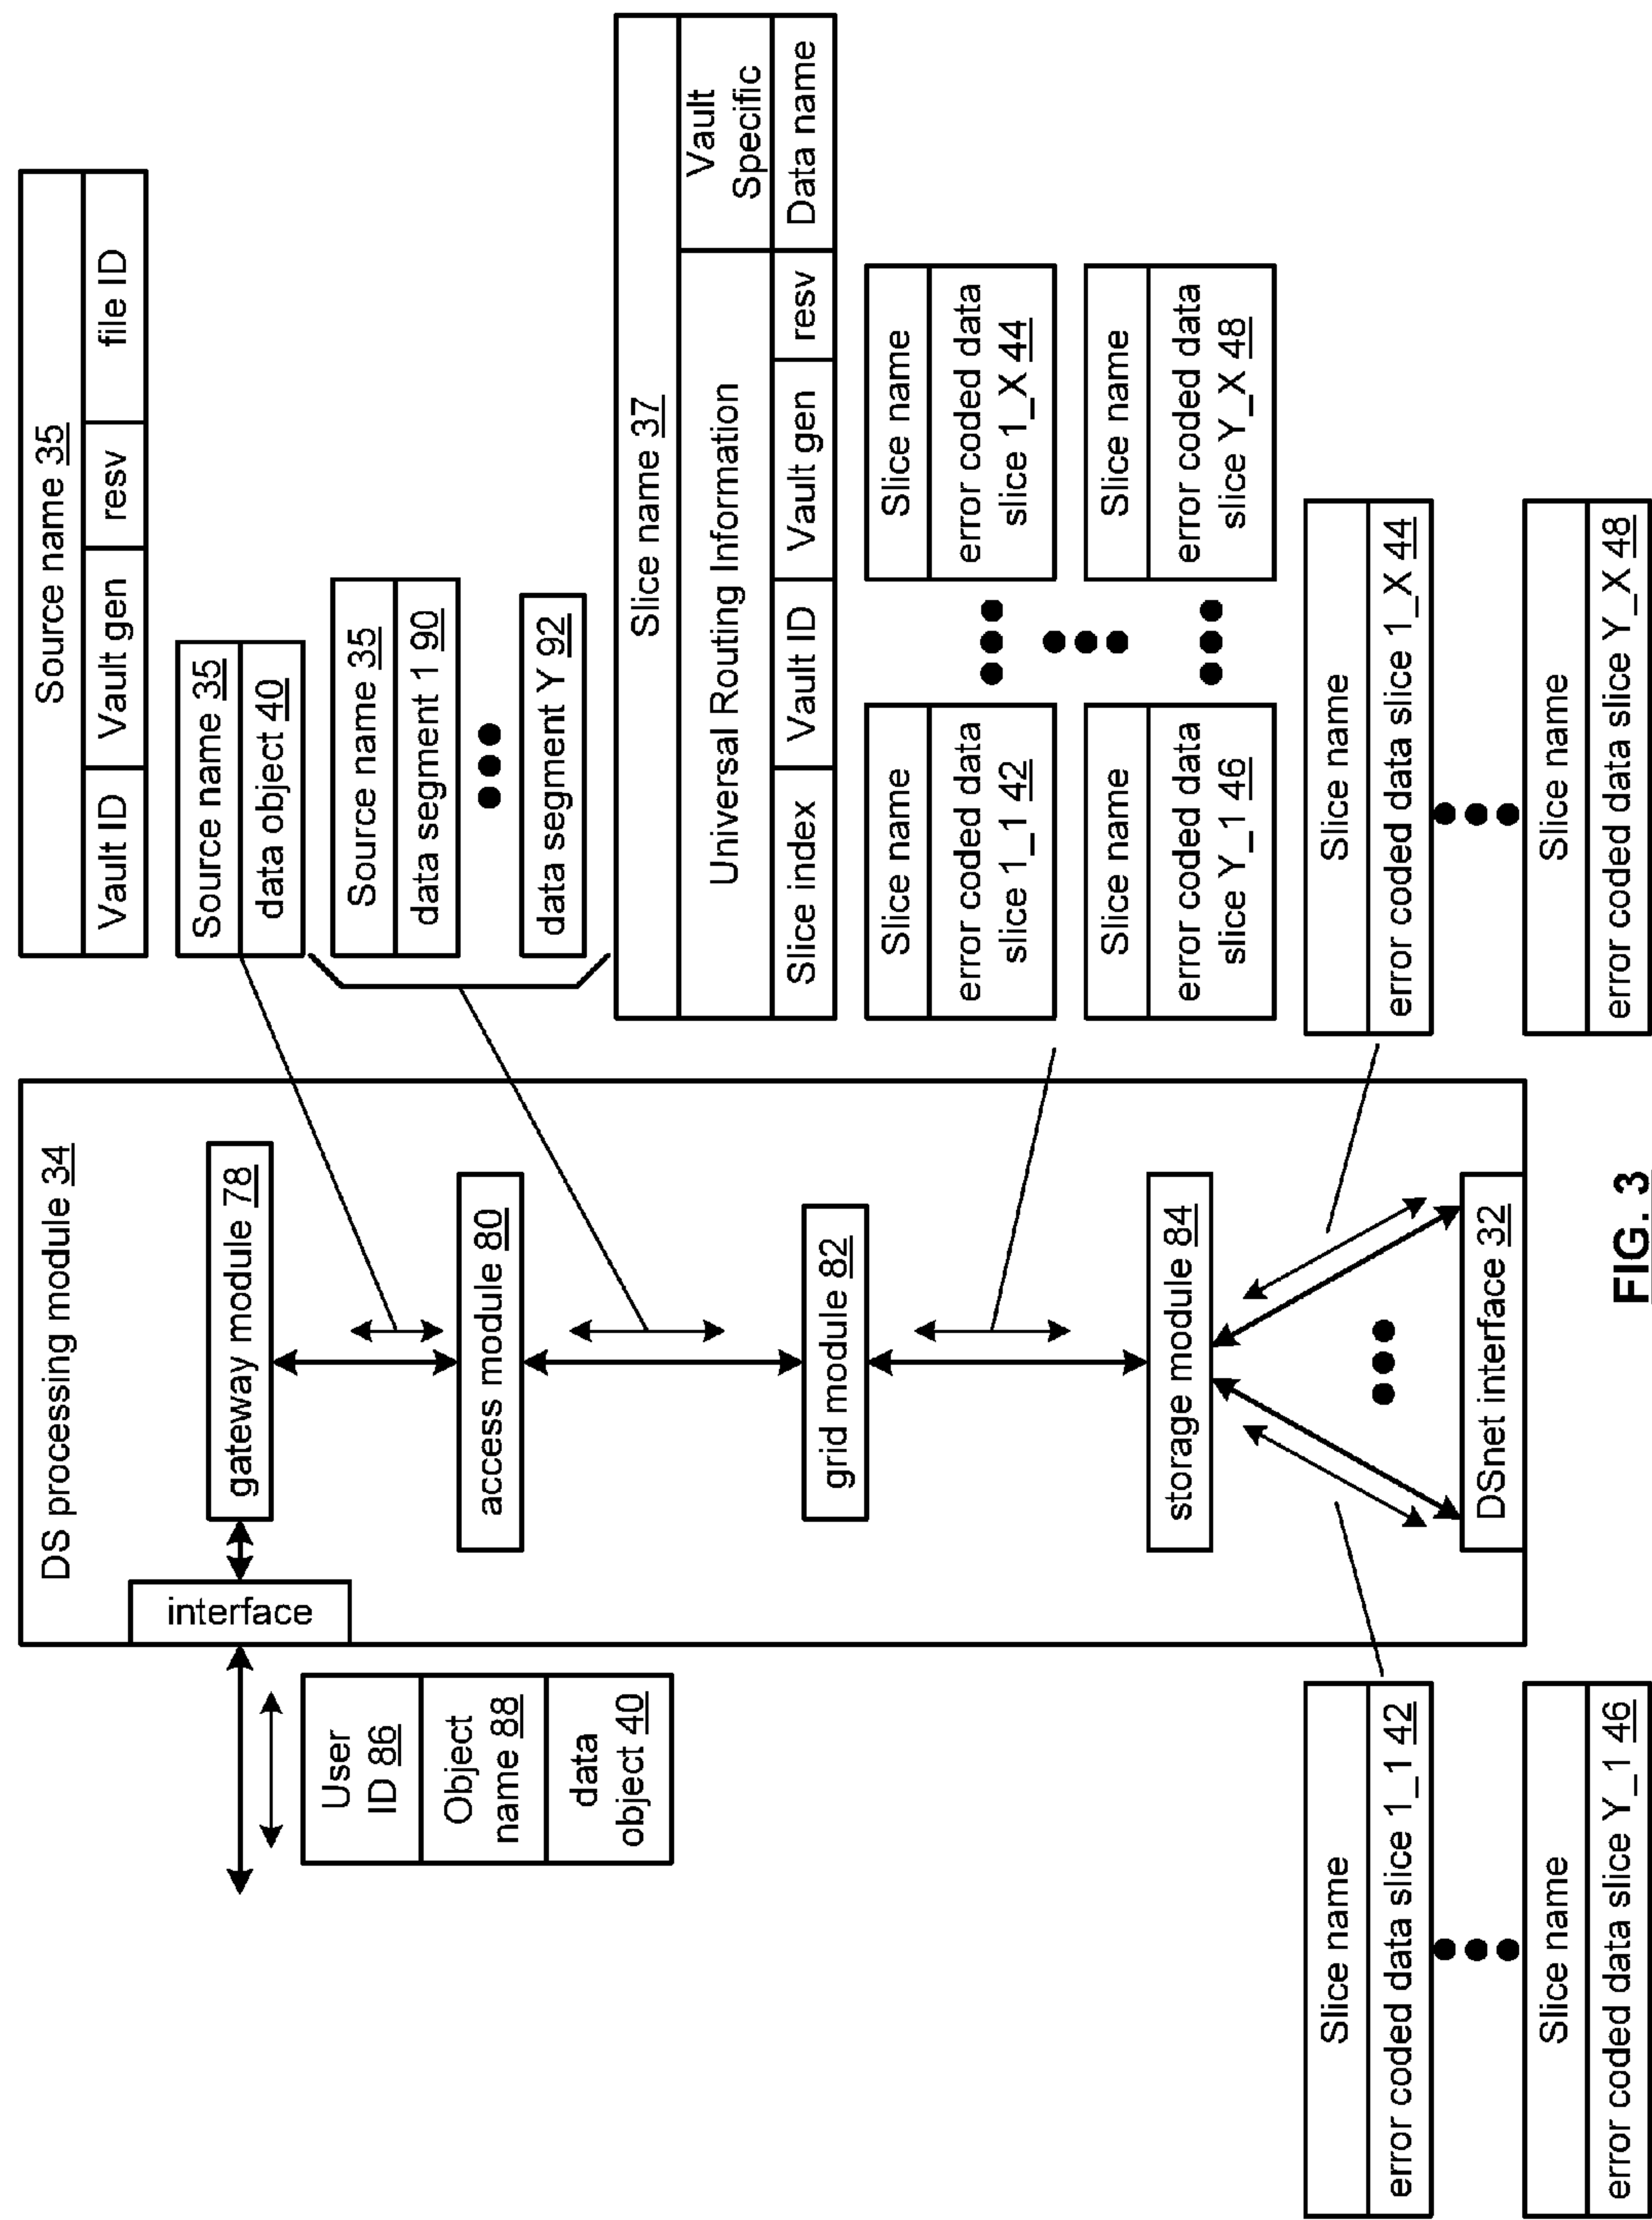 DS processing module 34
interface
gateway module 78
access module 80
grid module 82
storage module 84
DSnet interface 32
User
ID 86
Object
name 88
data
object 40
Source name 35
Vault ID
Vault gen
resv
file ID
Source name 35
data object 40
Source name 35
data segment 1 90
data segment Y 92
Slice name 37
Universal Routing Information
Vault
Specific
Slice index
Vault ID
Vault gen
resv
Data name
Slice name
error coded data
slice 1_1 42
Slice name
error coded data
slice 1_X 44
Slice name
error coded data
slice Y_1 46
Slice name
error coded data
slice Y_X 48
Slice name
error coded data slice 1_1 42
Slice name
error coded data slice Y_1 46
Slice name
error coded data slice 1_X 44
Slice name
error coded data slice Y_X 48
FIG. 3